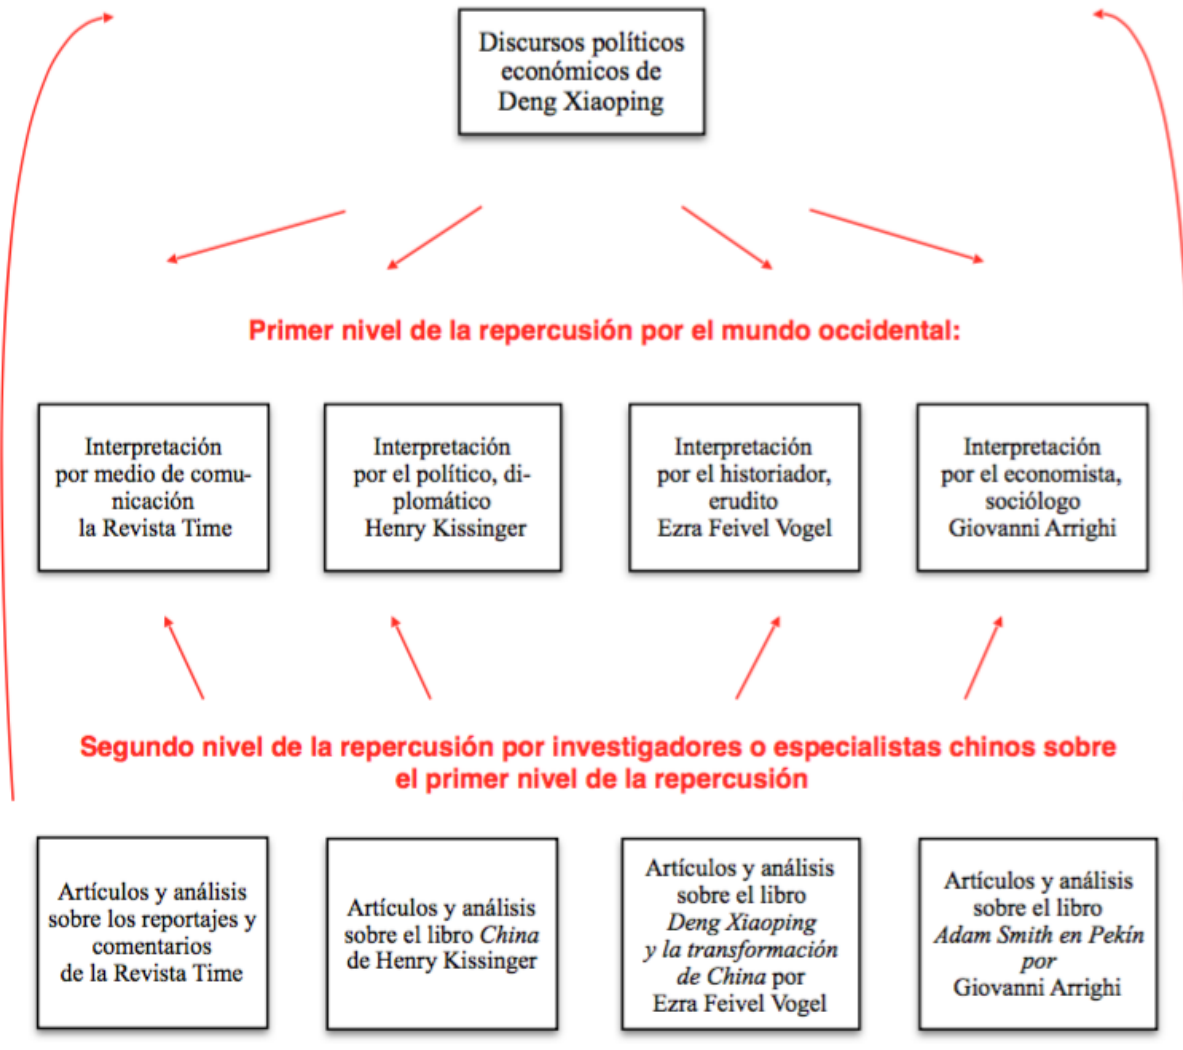 Discursos políticos
económicos de
Deng Xiaoping
Primer nivel de la repercusión por el mundo occidental:
Interpretación
por medio de comu-
nicación
la Revista Time
Interpretación
por el político, di-
plomático
Henry Kissinger
Interpretación
por el historiador,
erudito
Ezra Feivel Vogel
Interpretación
por el economista,
sociólogo
Giovanni Arrighi
Segundo nivel de la repercusión por investigadores o especialistas chinos sobre
el primer nivel de la repercusión
Artículos y análisis
sobre los reportajes y
comentarios
de la Revista Time
Artículos y análisis
sobre el libro China
de Henry Kissinger
Artículos y análisis
sobre el libro
Deng Xiaoping
y la transformación
de China por
Ezra Feivel Vogel
Artículos y análisis
sobre el libro
Adam Smith en Pekín
por
Giovanni Arrighi